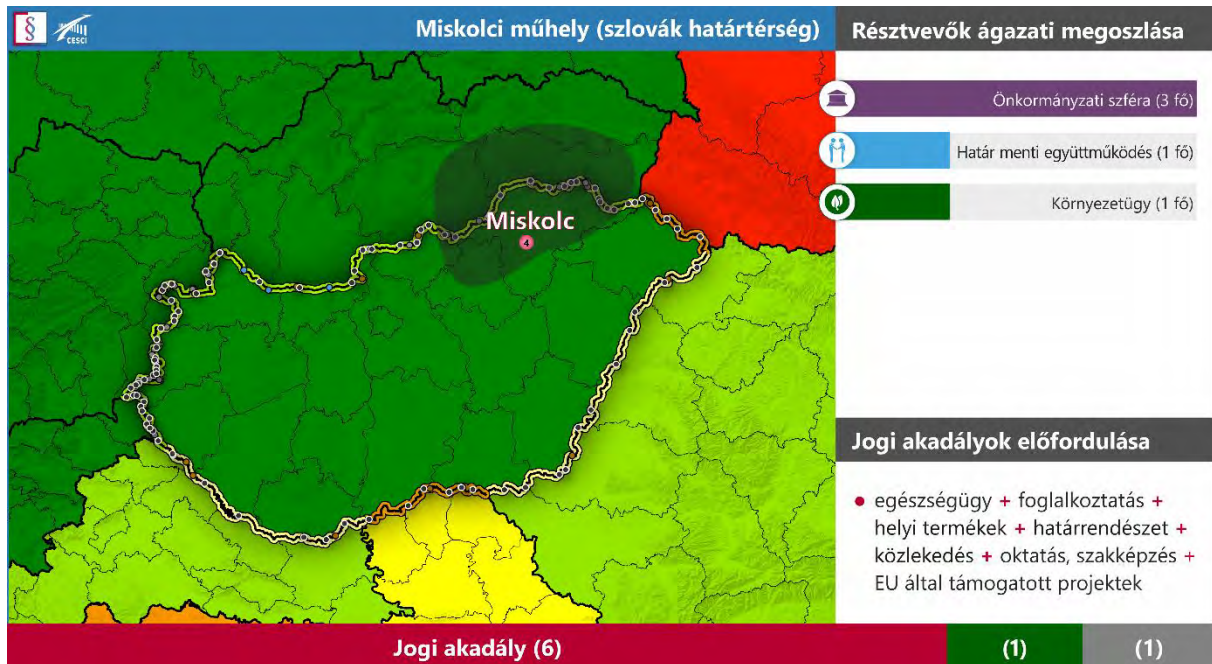 §
CESCI
Miskolci műhely (szlovák határtérség)
Miskolc
4
Résztvevők ágazati megoszlása
Önkormányzati szféra (3 fő)
Határ menti együttműködés (1 fő)
Környezetügy (1 fő)
Jogi akadályok előfordulása
egészségügy + foglalkoztatás +
helyi termékek + határrendészet +
közlekedés + oktatás, szakképzés +
EU által támogatott projektek
Jogi akadály (6)
(1)
(1)